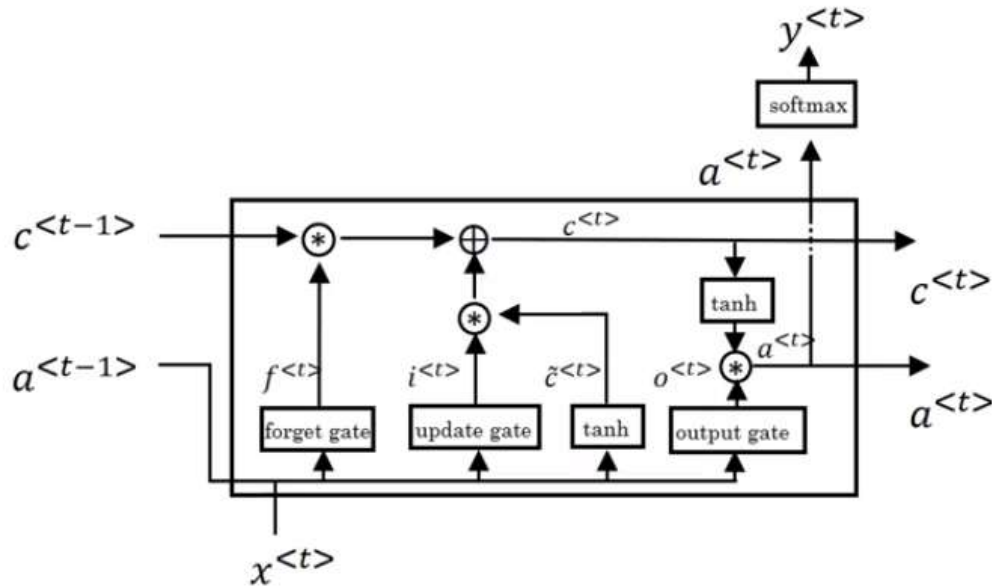 y<t>
softmax
a<t>
c<t-1>
c<t>
c<t>
tanh
a<t-1>
f<t>
i<t>
c̃<t>
o<t>
a<t>
a<t>
forget gate
update gate
tanh
output gate
x<t>